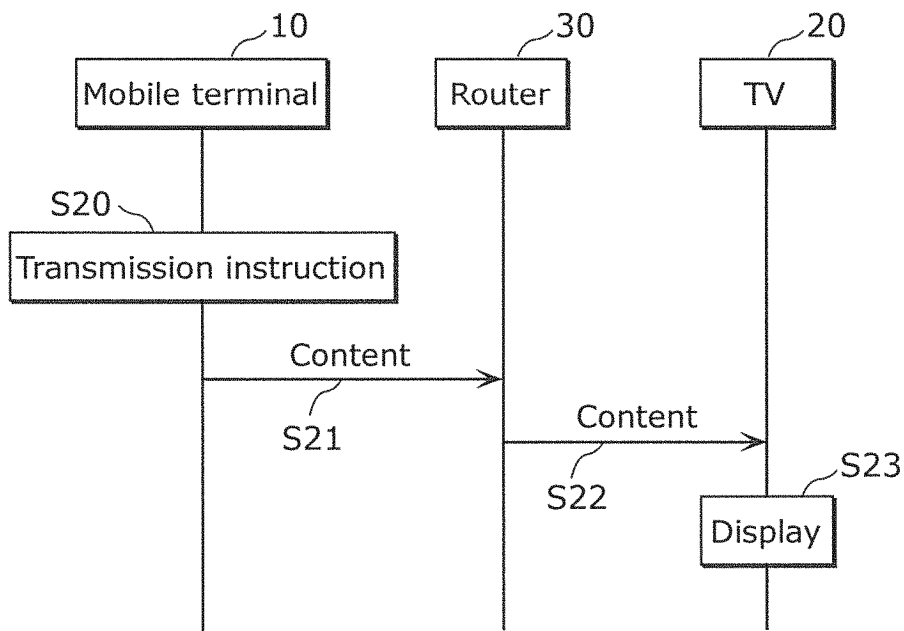 10
30
20
Mobile terminal
Router
TV
S20
Transmission instruction
Content
S21
Content
S22
S23
Display